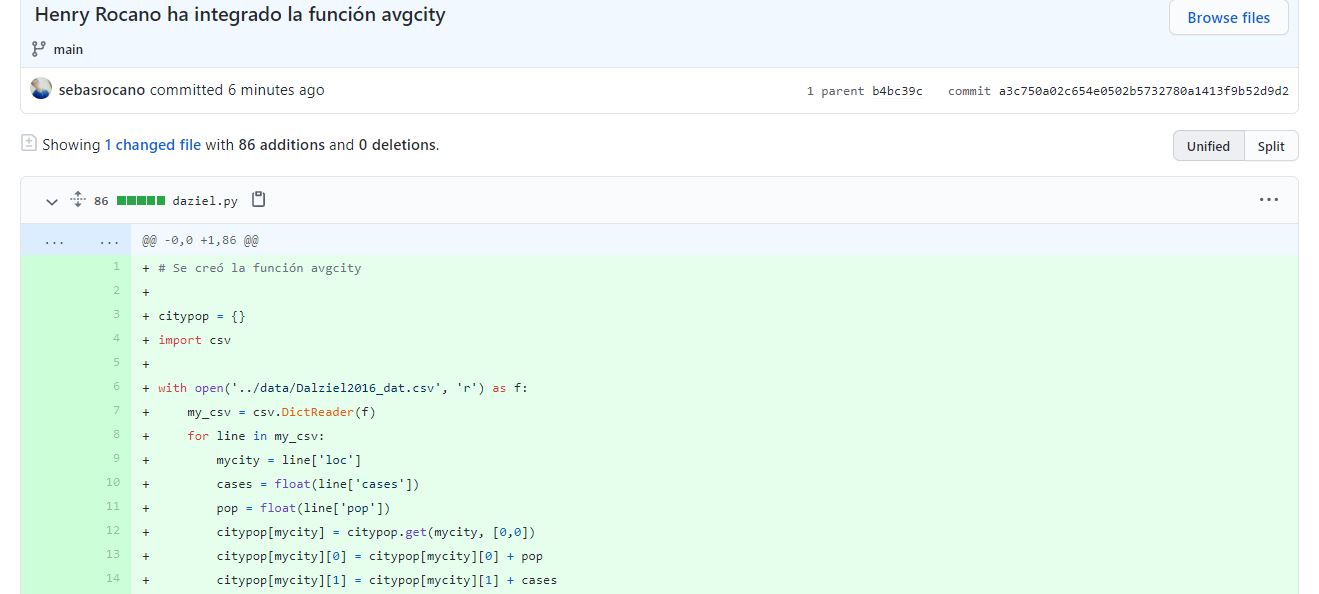 Henry Rocano ha integrado la función avgcity
Browse files
main
sebasrocano committed 6 minutes ago
1 parent b4bc39c commit a3c750a02c654e0502b5732780a1413f9b52d9d2
Showing 1 changed file with 86 additions and 0 deletions.
Unified Split
86 daziel.py
... ... @@ -0,0 +1,86 @@
1 + # Se creó la función avgcity
2 +
3 + citypop = {}
4 + import csv
5 +
6 + with open('../data/Dalziel2016_dat.csv', 'r') as f:
7 + my_csv = csv.DictReader(f)
8 + for line in my_csv:
9 + mycity = line['loc']
10 + cases = float(line['cases'])
11 + pop = float(line['pop'])
12 + citypop[mycity] = citypop.get(mycity, [0,0])
13 + citypop[mycity][0] = citypop[mycity][0] + pop
14 + citypop[mycity][1] = citypop[mycity][1] + cases